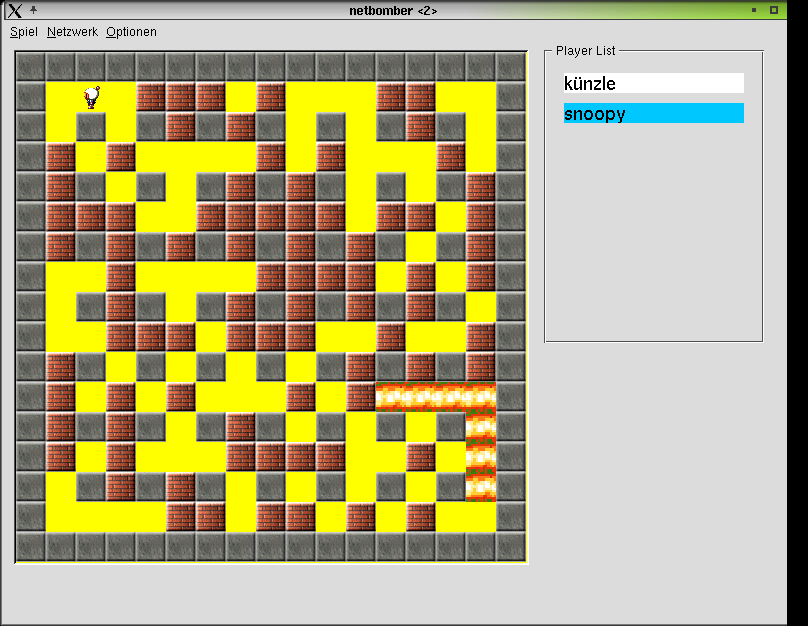 netbomber <2>
Spiel Netzwerk Optionen
Player List
künzle
snoopy